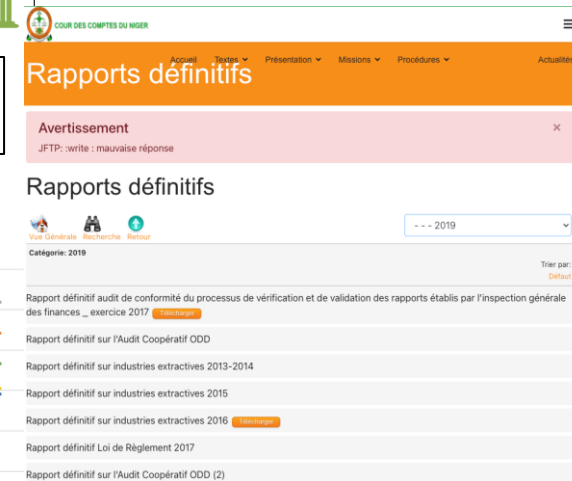 COUR DES COMPTES DU NIGER
Accueil Textes Présentation Missions Procédures Actualités
Rapports définitifs
Avertissement
×
JFTP: :write : mauvaise réponse
Rapports définitifs
Vue Générale Recherche Retour
- - - 2019
Catégorie: 2019
Trier par:
Défaut
Rapport définitif audit de conformité du processus de vérification et de validation des rapports établis par l'inspection générale
des finances _ exercice 2017 Télécharger
Rapport définitif sur l'Audit Coopératif ODD
Rapport définitif sur industries extractives 2013-2014
Rapport définitif sur industries extractives 2015
Rapport définitif sur industries extractives 2016 Télécharger
Rapport définitif Loi de Règlement 2017
Rapport définitif sur l'Audit Coopératif ODD (2)